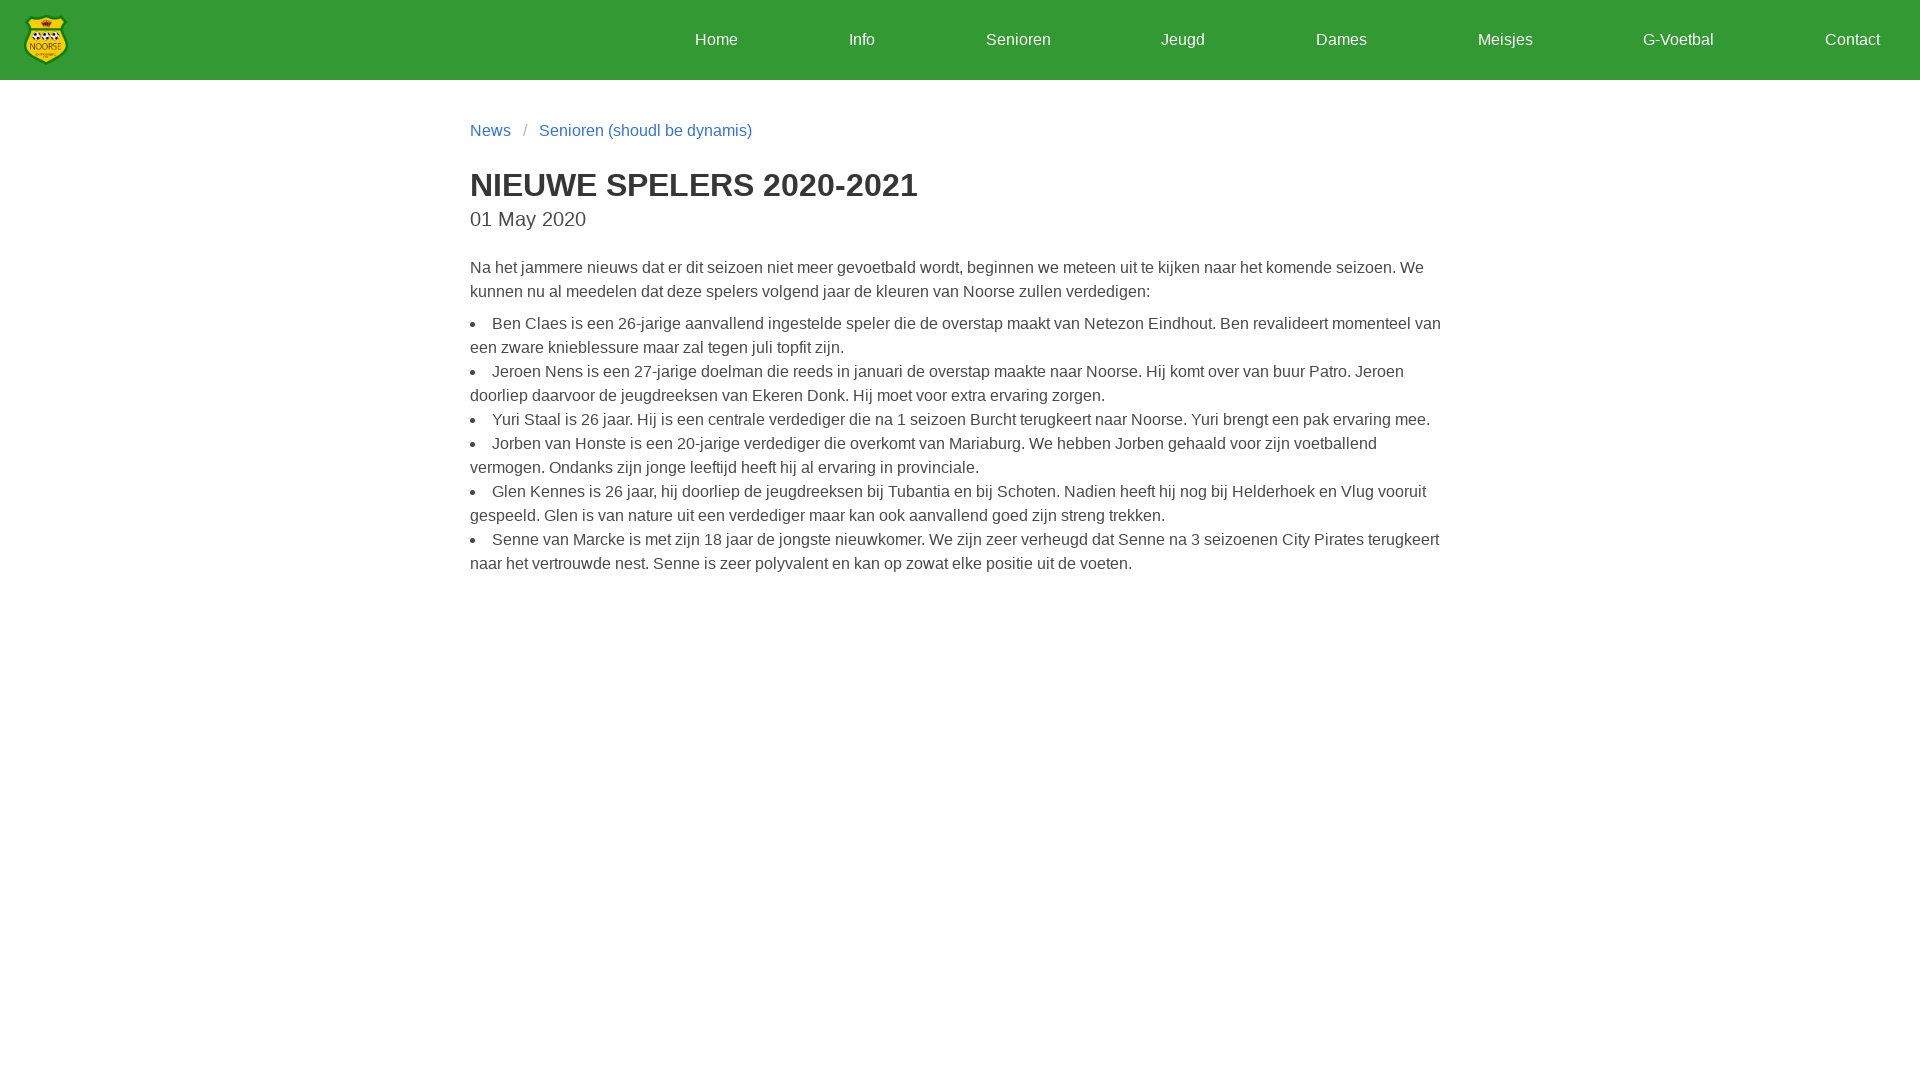 NOORSE
Home
Info
Senioren
Jeugd
Dames
Meisjes
G-Voetbal
Contact
News / Senioren (shoudl be dynamis)
NIEUWE SPELERS 2020-2021
01 May 2020
Na het jammere nieuws dat er dit seizoen niet meer gevoetbald wordt, beginnen we meteen uit te kijken naar het komende seizoen. We
kunnen nu al meedelen dat deze spelers volgend jaar de kleuren van Noorse zullen verdedigen:
• Ben Claes is een 26-jarige aanvallend ingestelde speler die de overstap maakt van Netezon Eindhout. Ben revalideert momenteel van
een zware knieblessure maar zal tegen juli topfit zijn.
• Jeroen Nens is een 27-jarige doelman die reeds in januari de overstap maakte naar Noorse. Hij komt over van buur Patro. Jeroen
doorliep daarvoor de jeugdreeksen van Ekeren Donk. Hij moet voor extra ervaring zorgen.
• Yuri Staal is 26 jaar. Hij is een centrale verdediger die na 1 seizoen Burcht terugkeert naar Noorse. Yuri brengt een pak ervaring mee.
• Jorben van Honste is een 20-jarige verdediger die overkomt van Mariaburg. We hebben Jorben gehaald voor zijn voetballend
vermogen. Ondanks zijn jonge leeftijd heeft hij al ervaring in provinciale.
• Glen Kennes is 26 jaar, hij doorliep de jeugdreeksen bij Tubantia en bij Schoten. Nadien heeft hij nog bij Helderhoek en Vlug vooruit
gespeeld. Glen is van nature uit een verdediger maar kan ook aanvallend goed zijn streng trekken.
• Senne van Marcke is met zijn 18 jaar de jongste nieuwkomer. We zijn zeer verheugd dat Senne na 3 seizoenen City Pirates terugkeert
naar het vertrouwde nest. Senne is zeer polyvalent en kan op zowat elke positie uit de voeten.